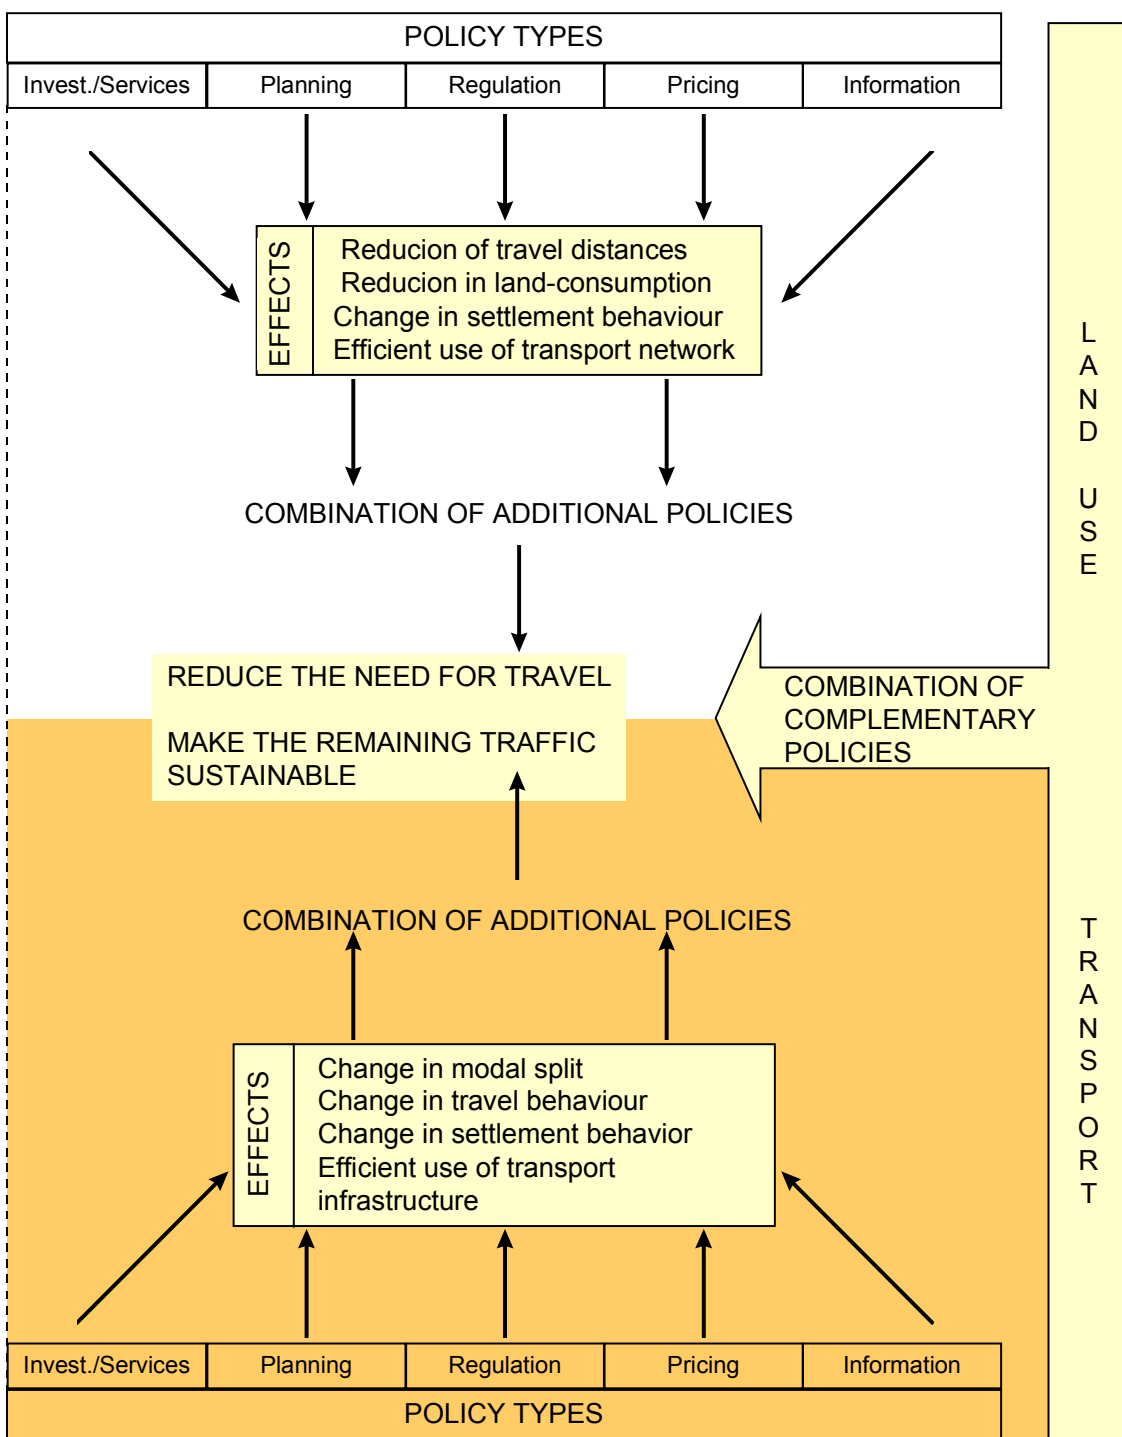 POLICY TYPES
Invest./Services
Planning
Regulation
Pricing
Information
EFFECTS
Reducion of travel distances
Reducion in land-consumption
Change in settlement behaviour
Efficient use of transport network
COMBINATION OF ADDITIONAL POLICIES
LAND USE
REDUCE THE NEED FOR TRAVEL
MAKE THE REMAINING TRAFFIC
SUSTAINABLE
COMBINATION OF
COMPLEMENTARY
POLICIES
COMBINATION OF ADDITIONAL POLICIES
TRANSPORT
EFFECTS
Change in modal split
Change in travel behaviour
Change in settlement behavior
Efficient use of transport
infrastructure
Invest./Services
Planning
Regulation
Pricing
Information
POLICY TYPES